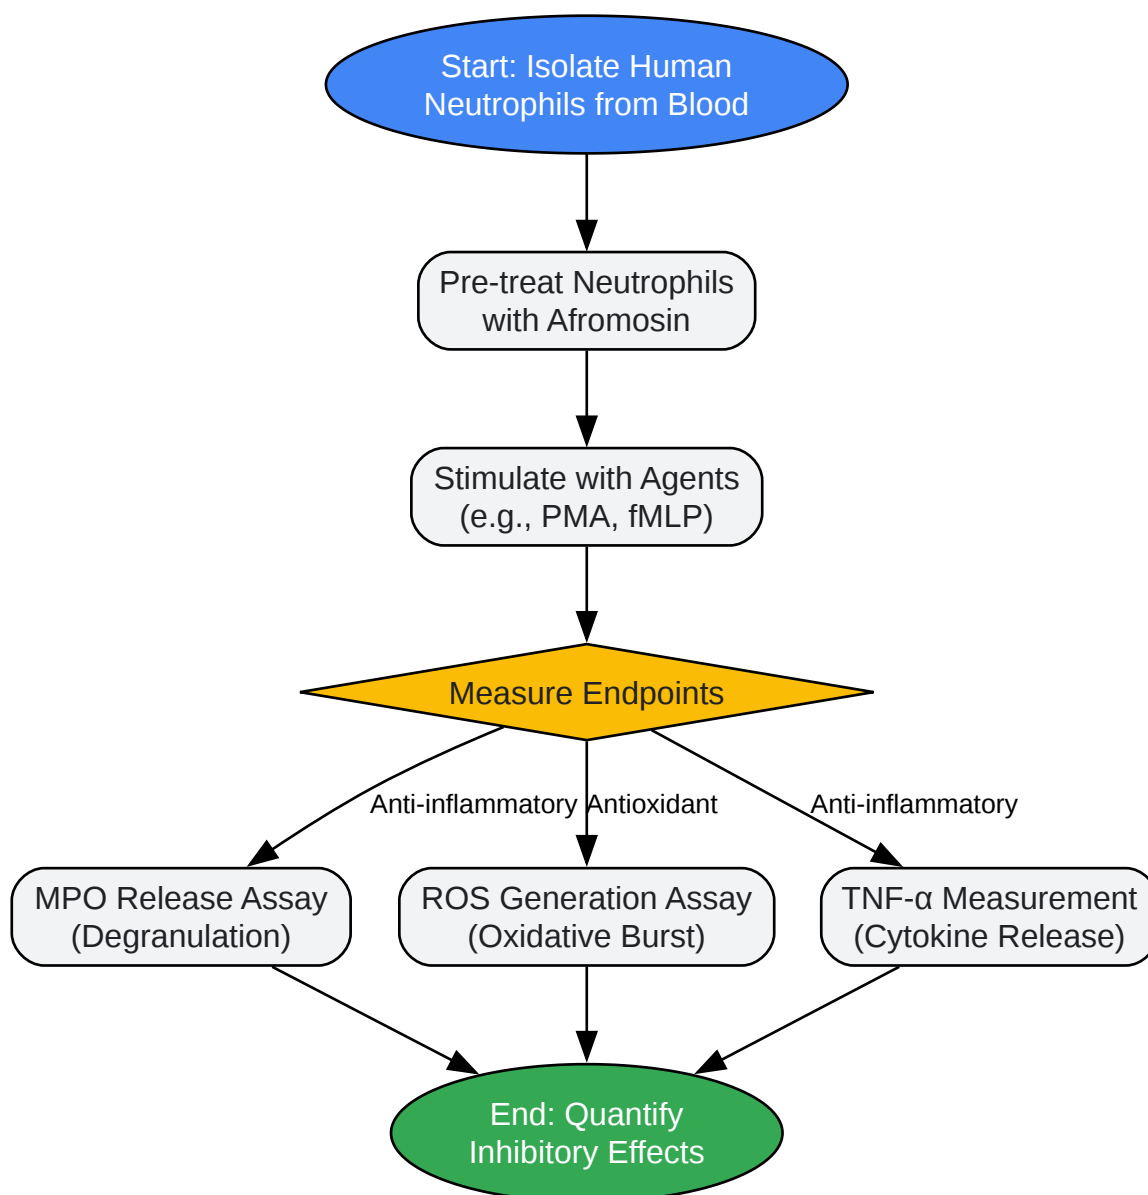 Start: Isolate Human
Neutrophils from Blood
Pre-treat Neutrophils
with Afromosin
Stimulate with Agents
(e.g., PMA, fMLP)
Measure Endpoints
Anti-inflammatory
Antioxidant
Anti-inflammatory
MPO Release Assay
(Degranulation)
ROS Generation Assay
(Oxidative Burst)
TNF-α Measurement
(Cytokine Release)
End: Quantify
Inhibitory Effects